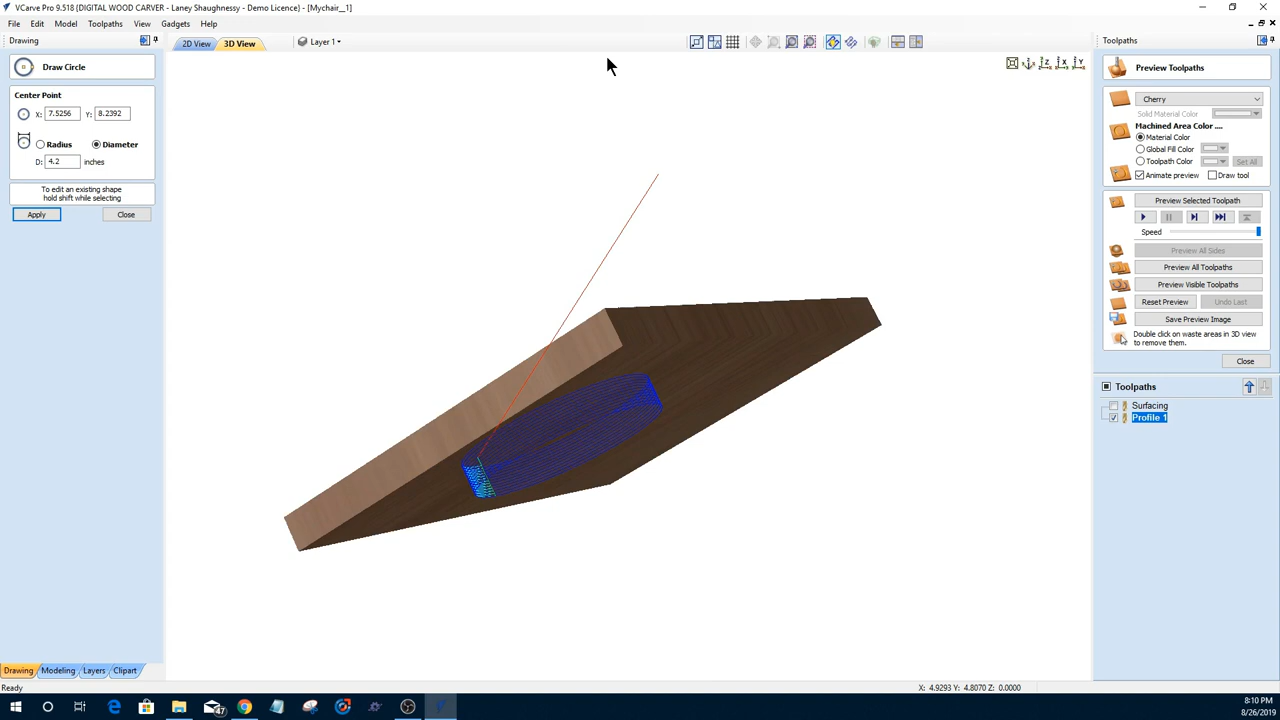 VCarve Pro 9.518 {DIGITAL WOOD CARVER - Laney Shaughnessy - Demo Licence} - [Mychair__1]
File Edit Model Toolpaths View Gadgets Help
Drawing
2D View 3D View Layer 1
Toolpaths
Draw Circle
Center Point
X: 7.5256 Y: 8.2392
Radius Diameter
D: 4.2 inches
To edit an existing shape
hold shift while selecting
Apply Close
Preview Toolpaths
Cherry
Solid Material Color
Machined Area Color ....
Material Color
Global Fill Color
Toolpath Color Set All
Animate preview Draw tool
Preview Selected Toolpath
Speed
Preview All Sides
Preview All Toolpaths
Preview Visible Toolpaths
Reset Preview Undo Last
Save Preview Image
Double click on waste areas in 3D view
to remove them.
Close
Toolpaths
Surfacing
Profile 1
Drawing Modeling Layers Clipart
Ready
X: 4.9293 Y: 4.8070 Z: 0.0000
47
8:10 PM
8/26/2019